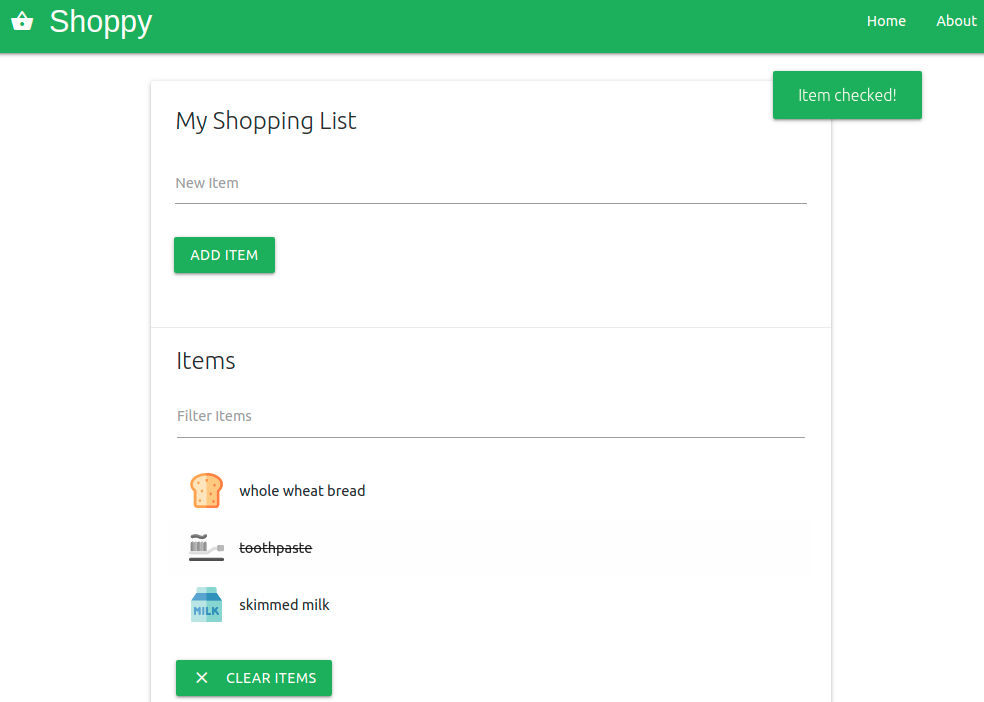 Shoppy
Home
About
Item checked!
My Shopping List
New Item
ADD ITEM
Items
Filter Items
whole wheat bread
toothpaste
MILK
skimmed milk
CLEAR ITEMS